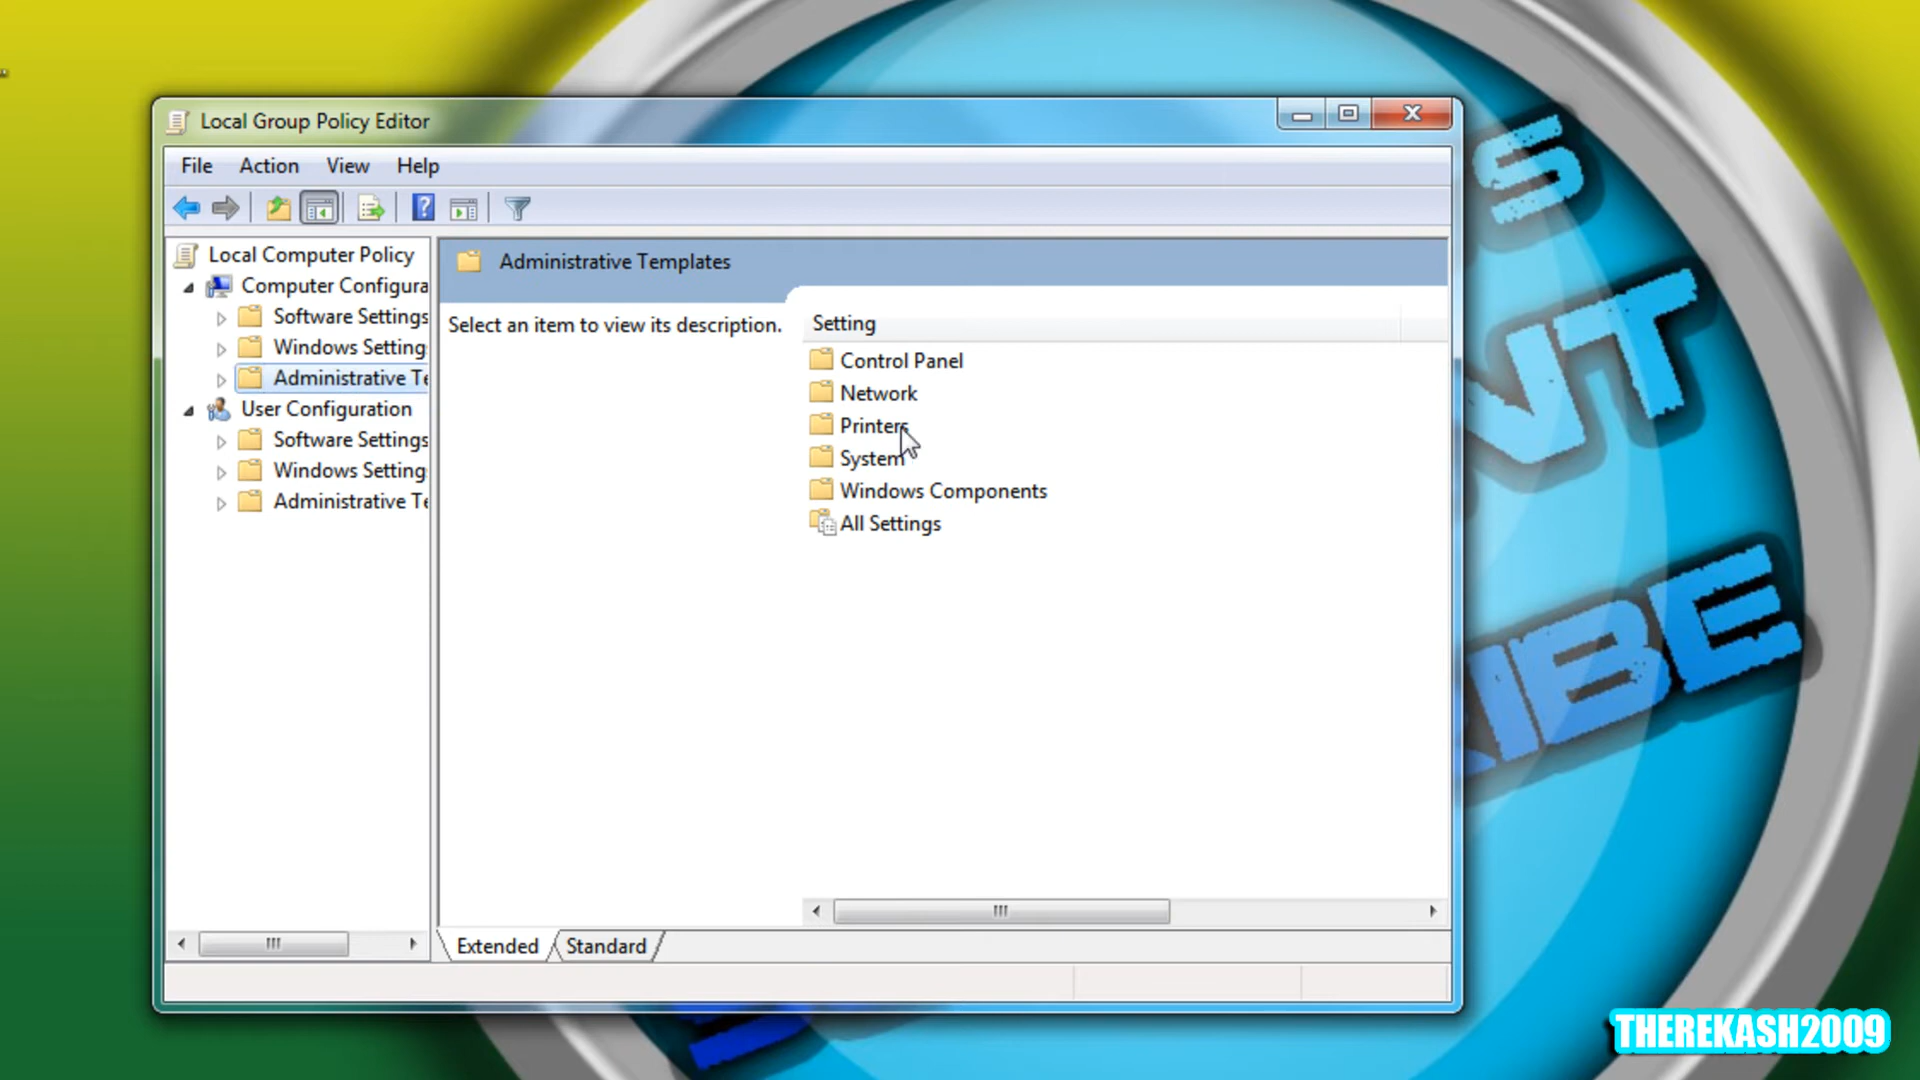 Local Group Policy Editor
File Action View Help
Local Computer Policy
Computer Configura
Software Settings
Windows Setting
Administrative Te
User Configuration
Software Settings
Windows Setting
Administrative Te
Administrative Templates
Select an item to view its description.
Setting
Control Panel
Network
Printers
System
Windows Components
All Settings
Extended Standard
THEREKASH2009